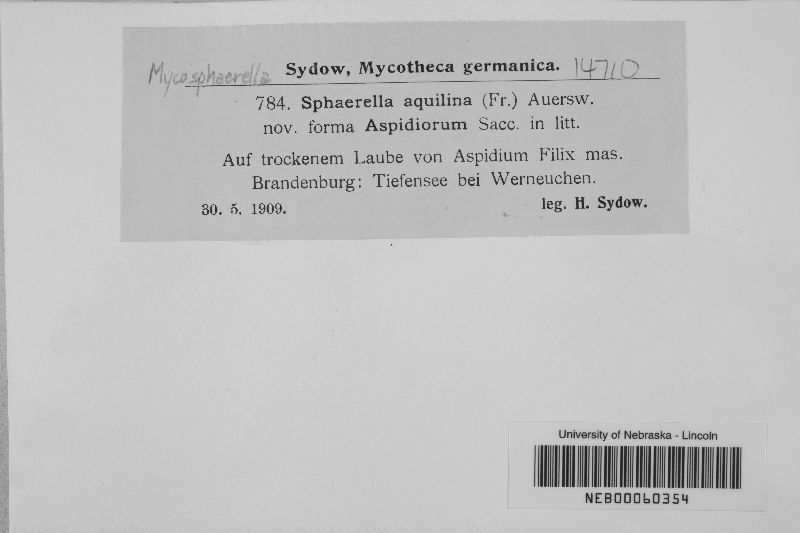 Mycosphaerella Sydow, Mycotheca germanica. 14710
784. Sphaerella aquilina (Fr.) Auersw.
nov. forma Aspidiorum Sacc. in litt.
Auf trockenem Laube von Aspidium Filix mas.
Brandenburg: Tiefensee bei Werneuchen.
30. 5. 1909. leg. H. Sydow.
University of Nebraska - Lincoln
NEB00060354